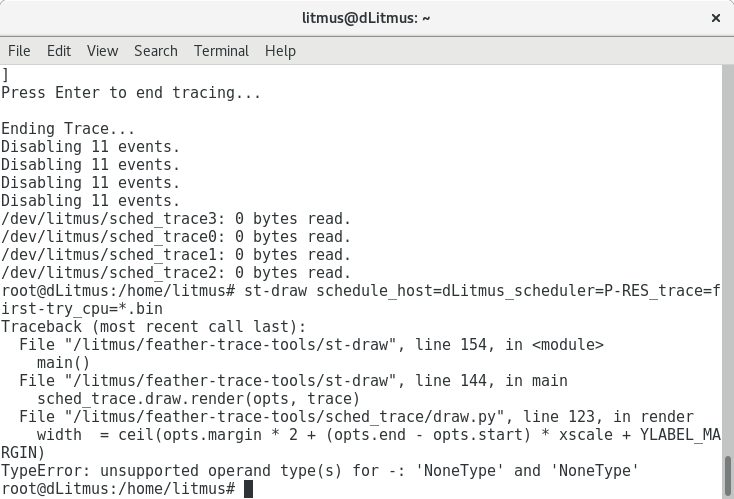 litmus@dLitmus: ~
×
File Edit View Search Terminal Help
]
Press Enter to end tracing...
Ending Trace...
Disabling 11 events.
Disabling 11 events.
Disabling 11 events.
Disabling 11 events.
/dev/litmus/sched_trace3: 0 bytes read.
/dev/litmus/sched_trace0: 0 bytes read.
/dev/litmus/sched_trace1: 0 bytes read.
/dev/litmus/sched_trace2: 0 bytes read.
root@dLitmus:/home/litmus# st-draw schedule_host=dLitmus_scheduler=P-RES_trace=f
irst-try_cpu=*.bin
Traceback (most recent call last):
  File "/litmus/feather-trace-tools/st-draw", line 154, in <module>
    main()
  File "/litmus/feather-trace-tools/st-draw", line 144, in main
    sched_trace.draw.render(opts, trace)
  File "/litmus/feather-trace-tools/sched_trace/draw.py", line 123, in render
    width  = ceil(opts.margin * 2 + (opts.end - opts.start) * xscale + YLABEL_MA
RGIN)
TypeError: unsupported operand type(s) for -: 'NoneType' and 'NoneType'
root@dLitmus:/home/litmus#